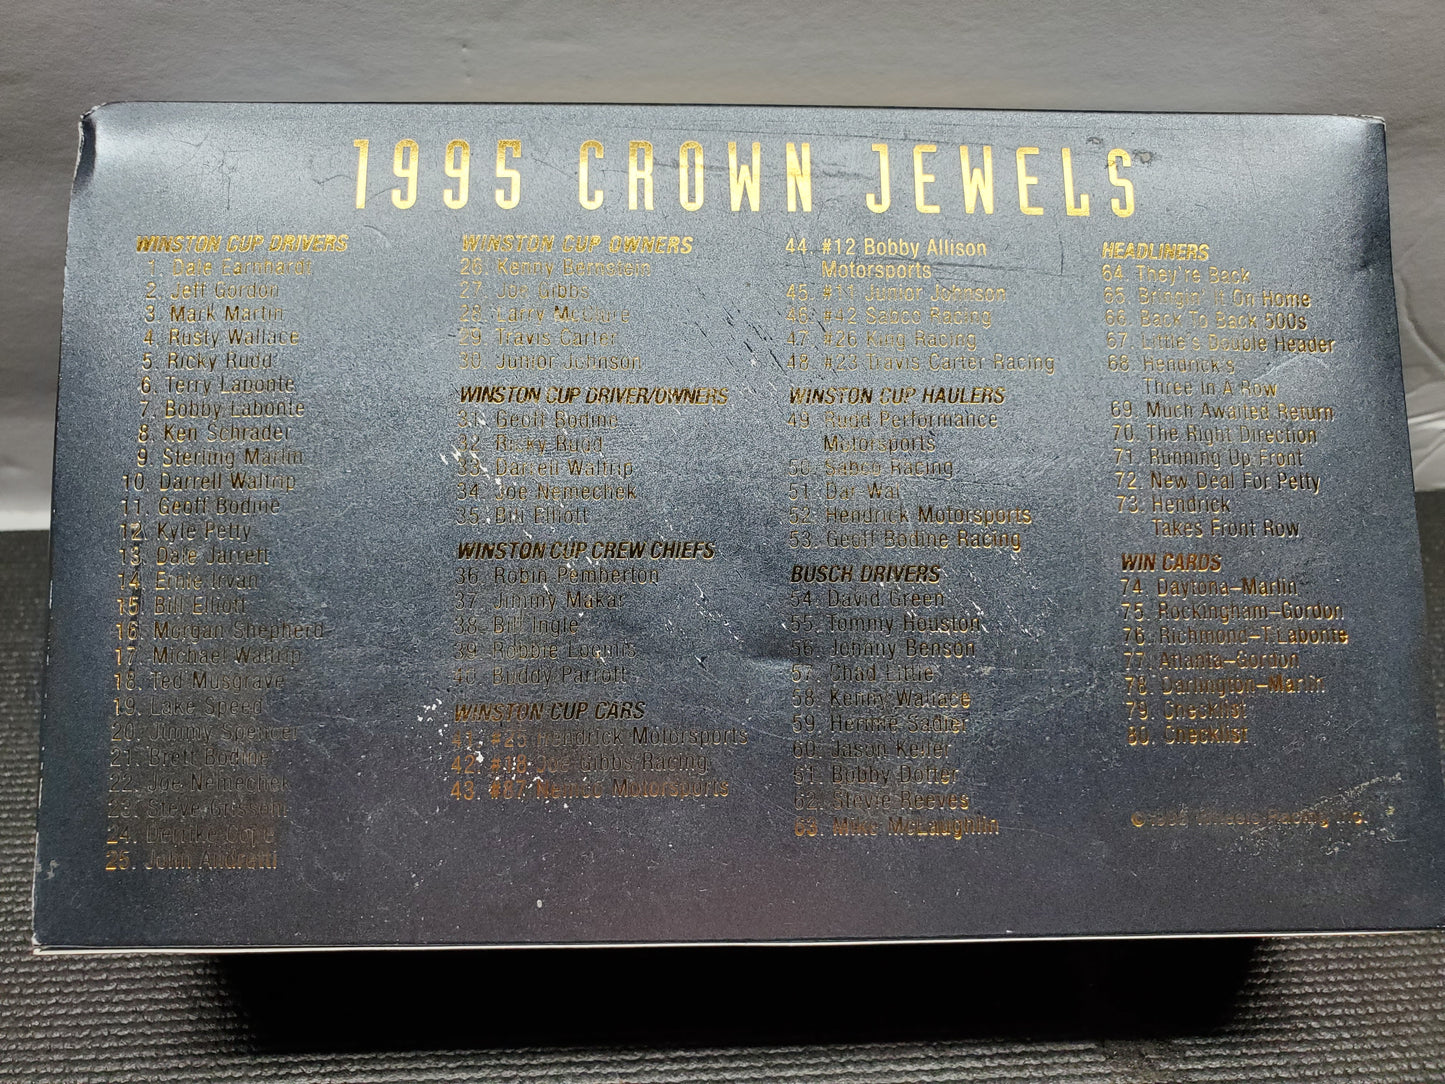 1995 CROWN JEWELS
WINSTON CUP DRIVERS
1. Dale Earnhardt
2. Jeff Gordon
3. Mark Martin
4. Rusty Wallace
5. Ricky Rudd
6. Terry Labonte
7. Bobby Labonte
8. Ken Schrader
9. Sterling Marlin
10. Darrell Waltrip
11. Geoff Bodine
12. Kyle Petty
13. Dale Jarrett
14. Ernie Irvan
15. Bill Elliott
16. Morgan Shepherd
17. Michael Waltrip
18. Ted Musgrave
19. Lake Speed
20. Jimmy Spencer
21. Brett Bodine
22. Joe Nemechek
23. Steve Grissom
24. Derrike Cope
25. John Andretti
WINSTON CUP OWNERS
26. Kenny Bernstein
27. Joe Gibbs
28. Larry McClure
29. Travis Carter
30. Junior Johnson
WINSTON CUP DRIVER/OWNERS
31. Geoff Bodine
32. Ricky Rudd
33. Darrell Waltrip
34. Joe Nemechek
35. Bill Elliott
WINSTON CUP CREW CHIEFS
36. Robin Pemberton
37. Jimmy Makar
38. Bill Ingle
39. Robbie Loomis
40. Buddy Parrott
WINSTON CUP CARS
41. #25 Hendrick Motorsports
42. #18 Joe Gibbs Racing
43. #87 Nemco Motorsports
44. #12 Bobby Allison
Motorsports
45. #11 Junior Johnson
46. #42 Sabco Racing
47. #26 King Racing
48. #23 Travis Carter Racing
WINSTON CUP HAULERS
49. Rudd Performance
Motorsports
50. Sabco Racing
51. Dar-Wal
52. Hendrick Motorsports
53. Geoff Bodine Racing
BUSCH DRIVERS
54. David Green
55. Tommy Houston
56. Johnny Benson
57. Chad Little
58. Kenny Wallace
59. Hermie Sadler
60. Jason Keller
61. Bobby Dotter
62. Stevie Reeves
63. Mike McLaughlin
HEADLINERS
64. They're Back
65. Bringin' It On Home
66. Back To Back 500s
67. Little's Double Header
68. Hendrick's
Three In A Row
69. Much Awaited Return
70. The Right Direction
71. Running Up Front
72. New Deal For Petty
73. Hendrick
Takes Front Row
WIN CARDS
74. Daytona–Marlin
75. Rockingham–Gordon
76. Richmond–T.Labonte
77. Atlanta–Gordon
78. Darlington–Marlin
79. Checklist
80. Checklist
© 1995 Wheels Racing Inc.